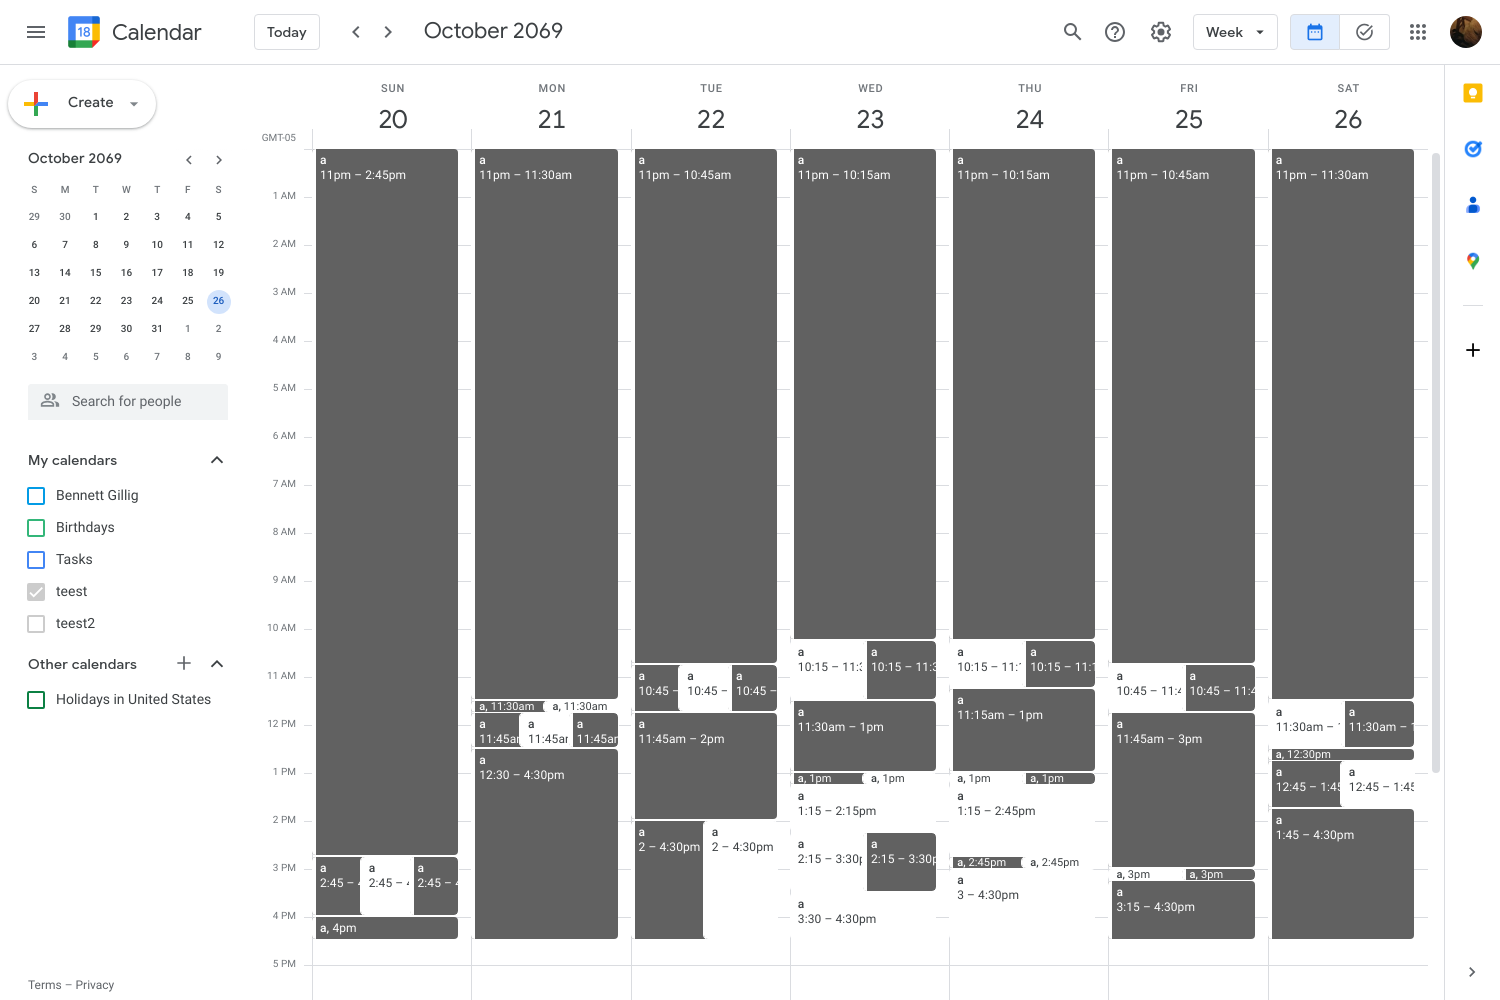 18 Calendar Today October 2069 Week
Create
October 2069
S M T W T F S
29 30 1 2 3 4 5
6 7 8 9 10 11 12
13 14 15 16 17 18 19
20 21 22 23 24 25 26
27 28 29 30 31 1 2
3 4 5 6 7 8 9
Search for people
My calendars
Bennett Gillig
Birthdays
Tasks
teest
teest2
Other calendars
Holidays in United States
Terms – Privacy
SUN MON TUE WED THU FRI SAT
20 21 22 23 24 25 26
GMT-05
1 AM
2 AM
3 AM
4 AM
5 AM
6 AM
7 AM
8 AM
9 AM
10 AM
11 AM
12 PM
1 PM
2 PM
3 PM
4 PM
5 PM
a
11pm – 2:45pm
a
2:45 –
a
2:45 –
a
2:45 –
a, 4pm
a
11pm – 11:30am
a, 11:30am
a, 11:30am
a
11:45a
a
11:45a
a
11:45a
a
12:30 – 4:30pm
a
11pm – 10:45am
a
10:45 –
a
10:45 –
a
10:45 –
a
11:45am – 2pm
a
2 – 4:30pm
a
2 – 4:30pm
a
11pm – 10:15am
a
10:15 – 11:
a
10:15 – 11:
a
11:30am – 1pm
a, 1pm
a, 1pm
a
1:15 – 2:15pm
a
2:15 – 3:30p
a
2:15 – 3:30p
a
3:30 – 4:30pm
a
11pm – 10:15am
a
10:15 – 11:
a
10:15 – 11:1
a
11:15am – 1pm
a, 1pm
a, 1pm
a
1:15 – 2:45pm
a, 2:45pm
a, 2:45pm
a
3 – 4:30pm
a
11pm – 10:45am
a
10:45 – 11:4
a
10:45 – 11:4
a
11:45am – 3pm
a, 3pm
a, 3pm
a
3:15 – 4:30pm
a
11pm – 11:30am
a
11:30am –
a
11:30am –
a, 12:30pm
a
12:45 – 1:45
a
12:45 – 1:45
a
1:45 – 4:30pm